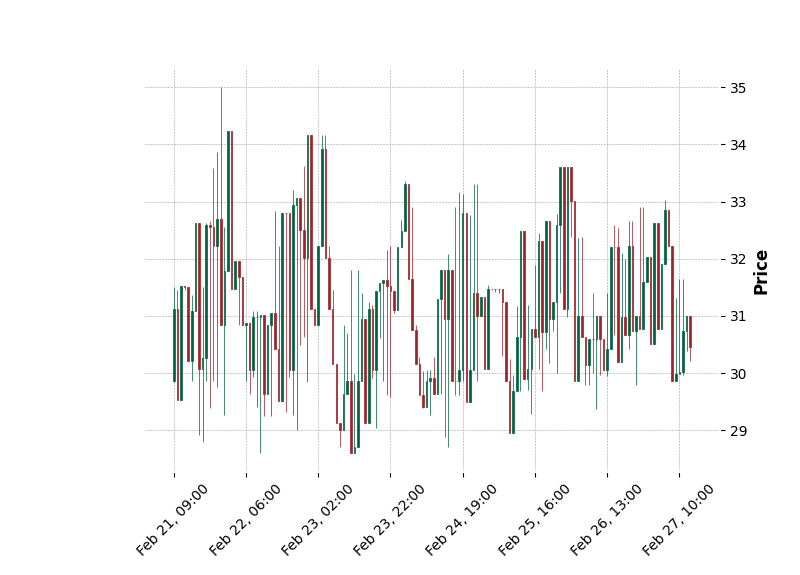 35
34
33
32
31
30
29
Price
Feb 21, 09:00
Feb 22, 06:00
Feb 23, 02:00
Feb 23, 22:00
Feb 24, 19:00
Feb 25, 16:00
Feb 26, 13:00
Feb 27, 10:00